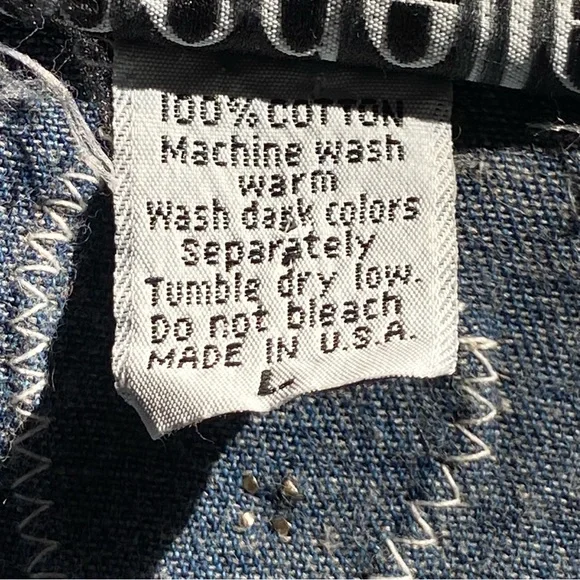 100% COTTON
Machine wash
warm
Wash dark colors
Separately
Tumble dry low.
Do not bleach
MADE IN U.S.A.
L